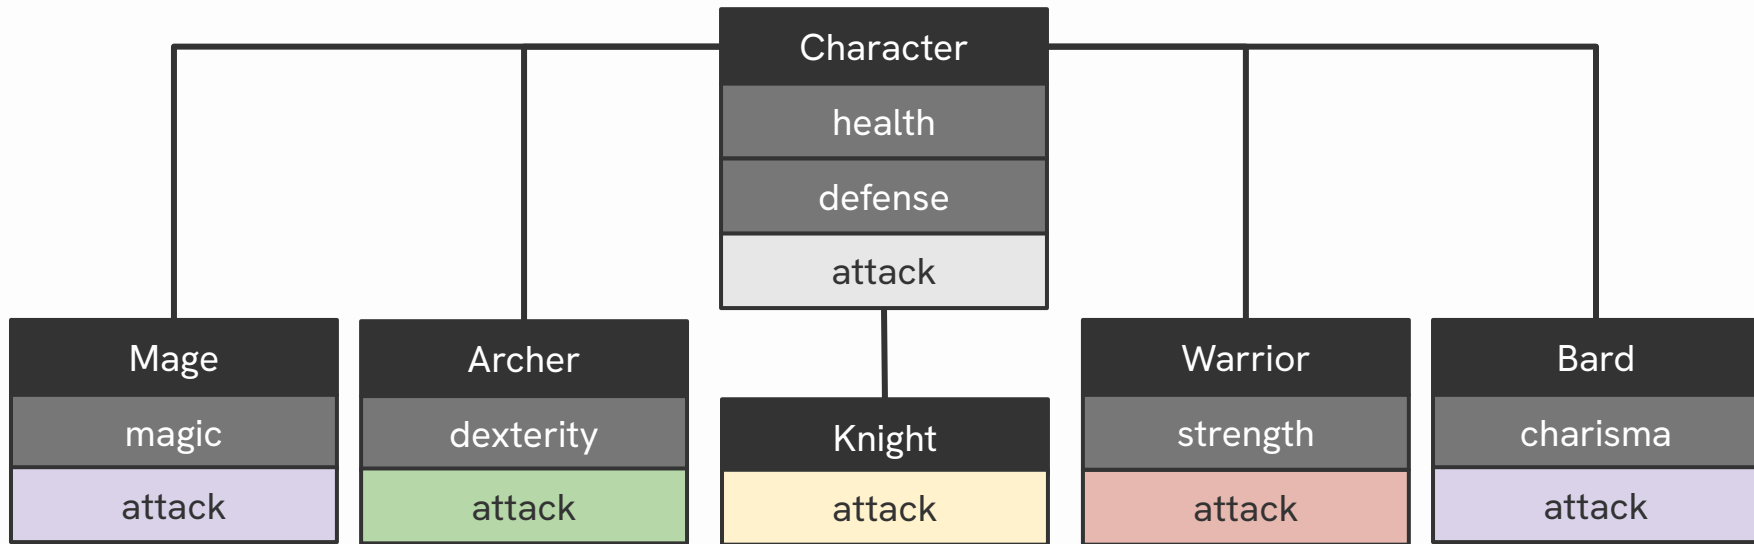 Character
health
defense
attack
Mage
magic
attack
Archer
dexterity
attack
Knight
attack
Warrior
strength
attack
Bard
charisma
attack